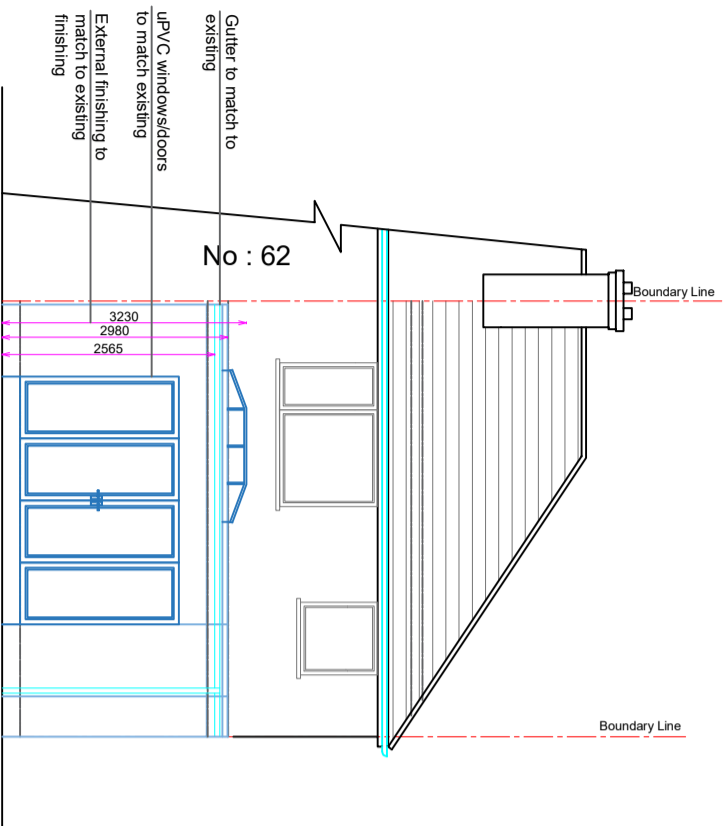 Gutter to match to
existing
uPVC windows/doors
to match existing
External finishing to
match to existing
finishing
No : 62
Boundary Line
3230
2980
2565
Boundary Line